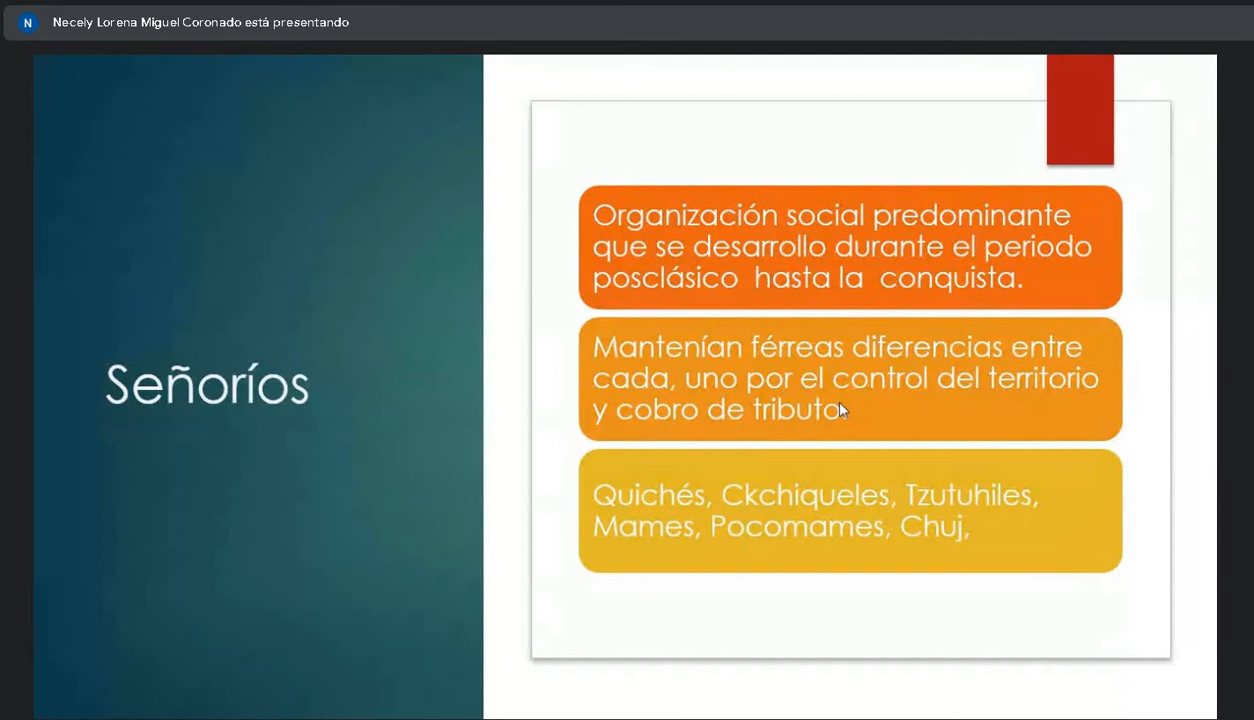 N
Necely Lorena Miguel Coronado está presentando
Señoríos
Organización social predominante
que se desarrollo durante el periodo
posclásico hasta la conquista.
Mantenían férreas diferencias entre
cada, uno por el control del territorio
y cobro de tributo
Quichés, Ckchiqueles, Tzutuhiles,
Mames, Pocomames, Chuj,